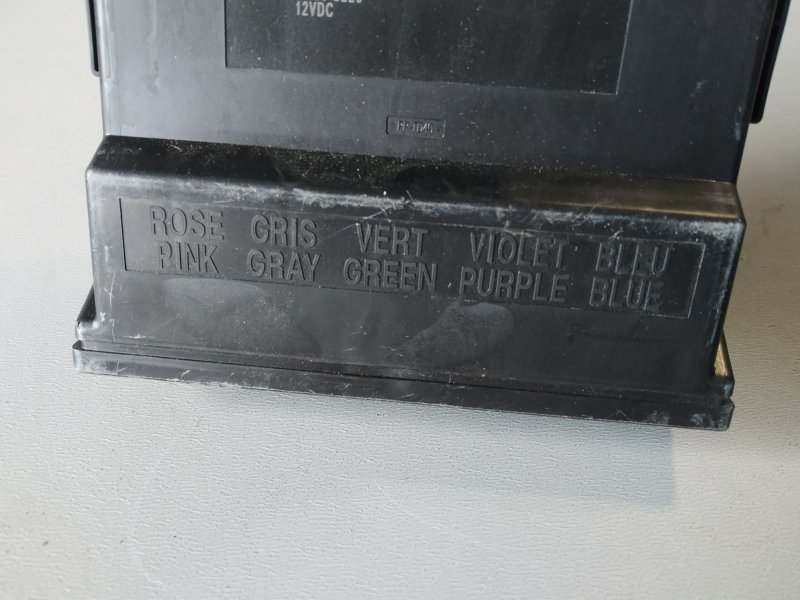 12VDC
ROSE GRIS VERT VIOLET BLEU
PINK GRAY GREEN PURPLE BLUE